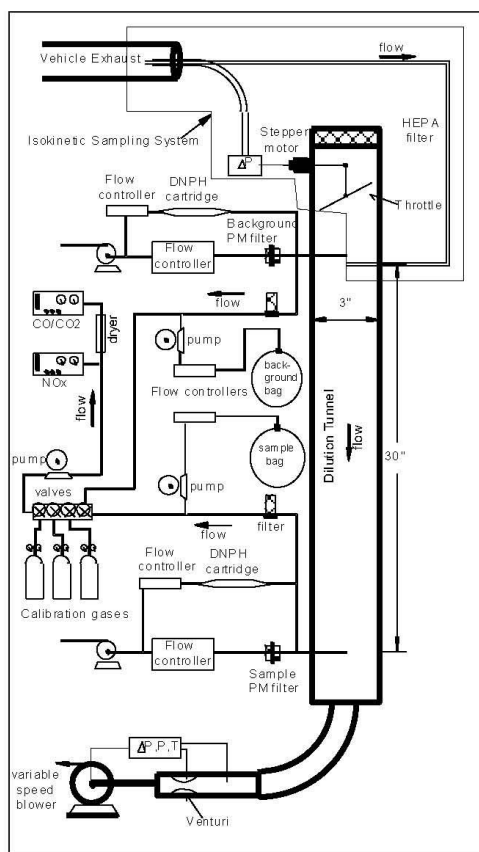 Vehicle Exhaust
flow
Isokinetic Sampling
System
ΔP
Stepper
motor
HEPA
filter
Throttle
Flow
controller
DNPH
cartridge
Background
PM filter
Flow
controller
flow
CO/CO2
dryer
NOx
flow
pump
Flow controllers
back-
ground
bag
3"
Dilution Tunnel
flow
30"
sample
bag
pump
pump
valves
filter
flow
Calibration gases
Flow
controller
DNPH
cartridge
Flow
controller
Sample
PM filter
ΔP,P,T
variable
speed
blower
Venturi